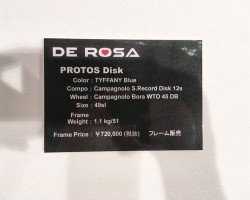 DE ROSA
PROTOS Disk
Color : TYFFANY Blue
Compo : Campagnolo S.Record Disk 12s
Wheel : Campagnolo Bora WTO 45 DB
Size : 49sl
Frame
Weight : 1.1 kg/51
Frame Price : ￥720,000 (税抜) フレーム販売